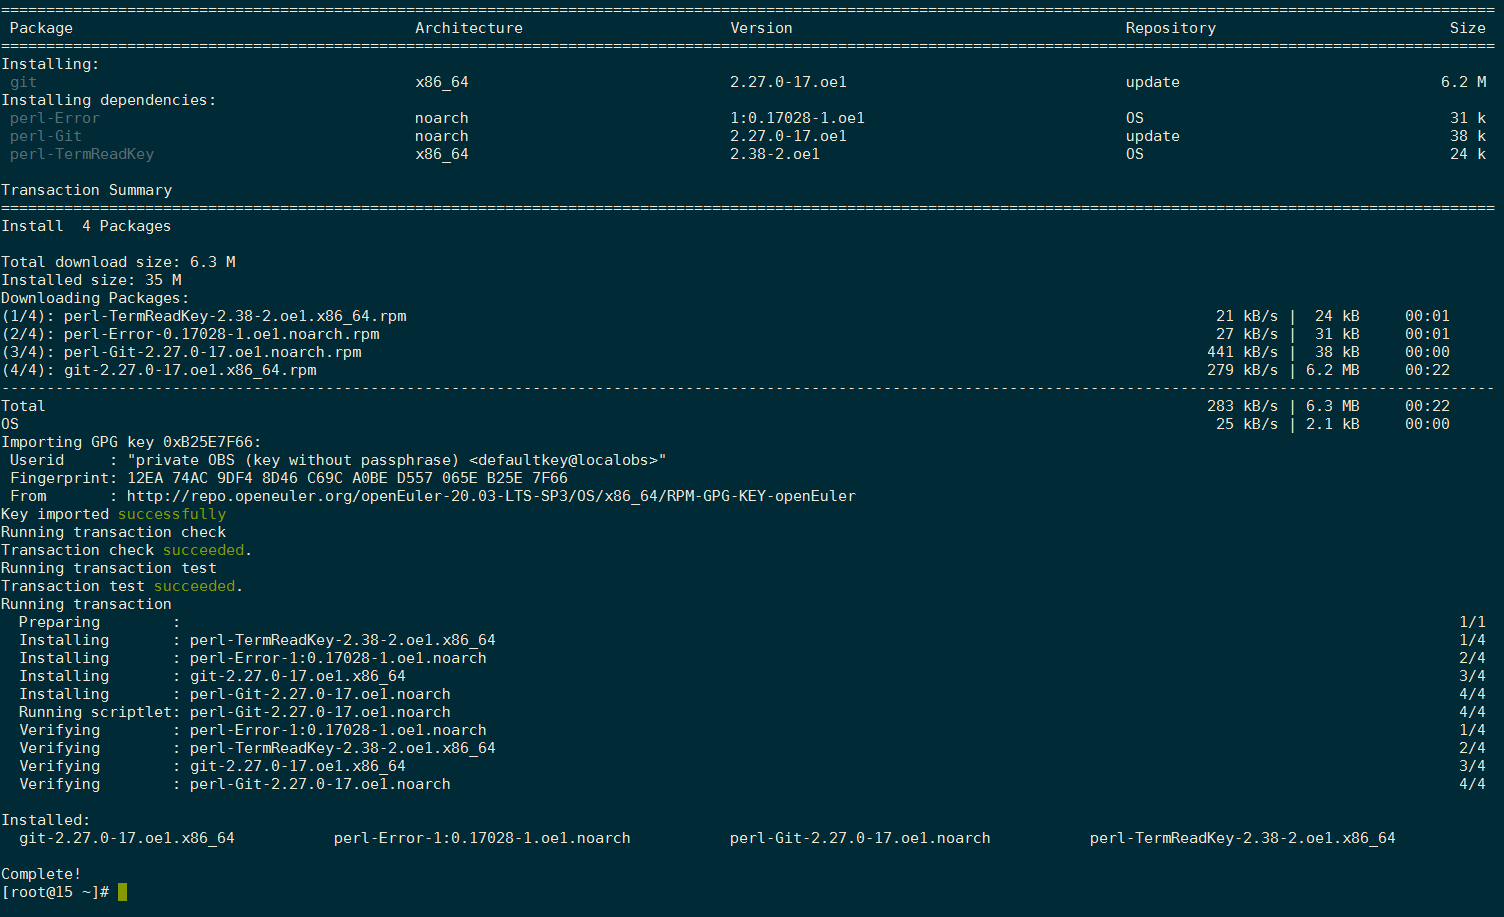 ================================================================================
Package Architecture Version Repository Size
================================================================================
Installing:
git x86_64 2.27.0-17.oe1 update 6.2 M
Installing dependencies:
perl-Error noarch 1:0.17028-1.oe1 OS 31 k
perl-Git noarch 2.27.0-17.oe1 update 38 k
perl-TermReadKey x86_64 2.38-2.oe1 OS 24 k
Transaction Summary
================================================================================
Install  4 Packages
Total download size: 6.3 M
Installed size: 35 M
Downloading Packages:
(1/4): perl-TermReadKey-2.38-2.oe1.x86_64.rpm 21 kB/s |  24 kB 00:01
(2/4): perl-Error-0.17028-1.oe1.noarch.rpm 27 kB/s |  31 kB 00:01
(3/4): perl-Git-2.27.0-17.oe1.noarch.rpm 441 kB/s |  38 kB 00:00
(4/4): git-2.27.0-17.oe1.x86_64.rpm 279 kB/s | 6.2 MB 00:22
--------------------------------------------------------------------------------
Total 283 kB/s | 6.3 MB 00:22
OS 25 kB/s | 2.1 kB 00:00
Importing GPG key 0xB25E7F66:
Userid     : "private OBS (key without passphrase) <defaultkey@localobs>"
Fingerprint: 12EA 74AC 9DF4 8D46 C69C A0BE D557 065E B25E 7F66
From       : http://repo.openeuler.org/openEuler-20.03-LTS-SP3/OS/x86_64/RPM-GPG-KEY-openEuler
Key imported successfully
Running transaction check
Transaction check succeeded.
Running transaction test
Transaction test succeeded.
Running transaction
Preparing        : 1/1
Installing       : perl-TermReadKey-2.38-2.oe1.x86_64 1/4
Installing       : perl-Error-1:0.17028-1.oe1.noarch 2/4
Installing       : git-2.27.0-17.oe1.x86_64 3/4
Installing       : perl-Git-2.27.0-17.oe1.noarch 4/4
Running scriptlet: perl-Git-2.27.0-17.oe1.noarch 4/4
Verifying        : perl-Error-1:0.17028-1.oe1.noarch 1/4
Verifying        : perl-TermReadKey-2.38-2.oe1.x86_64 2/4
Verifying        : git-2.27.0-17.oe1.x86_64 3/4
Verifying        : perl-Git-2.27.0-17.oe1.noarch 4/4
Installed:
git-2.27.0-17.oe1.x86_64 perl-Error-1:0.17028-1.oe1.noarch perl-Git-2.27.0-17.oe1.noarch perl-TermReadKey-2.38-2.oe1.x86_64
Complete!
[root@15 ~]#